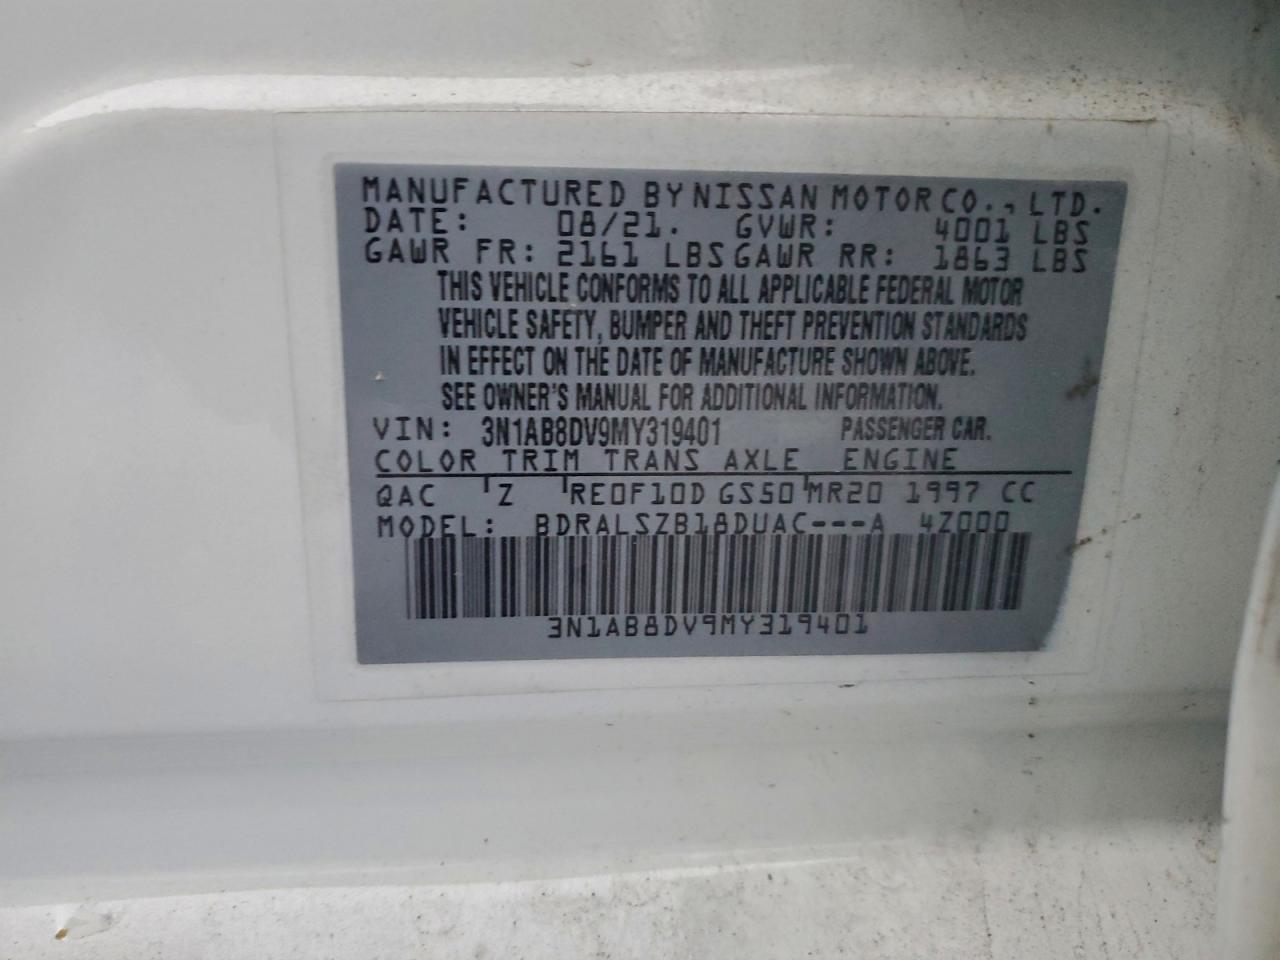 MANUFACTURED BY NISSAN MOTOR CO., LTD.
DATE: 08/21. GVWR: 4001 LBS
GAWR FR: 2161 LBS GAWR RR: 1863 LBS
THIS VEHICLE CONFORMS TO ALL APPLICABLE FEDERAL MOTOR
VEHICLE SAFETY, BUMPER AND THEFT PREVENTION STANDARDS
IN EFFECT ON THE DATE OF MANUFACTURE SHOWN ABOVE.
SEE OWNER'S MANUAL FOR ADDITIONAL INFORMATION.
VIN: 3N1AB8DV9MY319401 PASSENGER CAR.
COLOR TRIM TRANS AXLE ENGINE
QAC Z RE0F10D GS50 MR20 1997 CC
MODEL: BDRALSZB18DUAC---A 4Z000
3N1AB8DV9MY319401